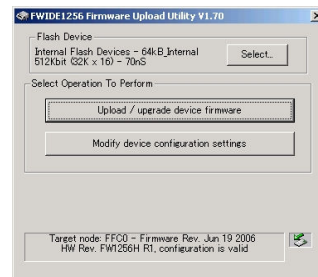 FWIDE1256 Firmware Upload Utility V1.70
Flash Device
Internal Flash Devices - 64kB_Internal
512Kbit (32K x 16) - 70nS
Select...
Select Operation To Perform
Upload / upgrade device firmware
Modify device configuration settings
Target node: FFC0 - Firmware Rev. Jun 19 2006
HW Rev. FW1256H R1, configuration is valid